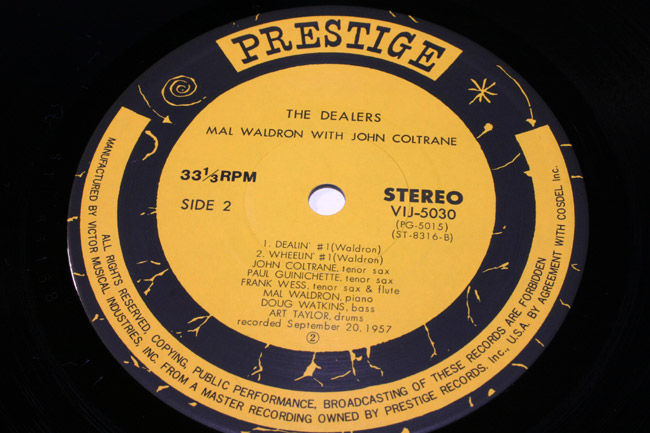 PRESTIGE
THE DEALERS
MAL WALDRON WITH JOHN COLTRANE
33⅓RPM
SIDE 2
STEREO
VIJ-5030
(PG-5015)
(ST-8316-B)
1. DEALIN' #1(Waldron)
2. WHEELIN' #1(Waldron)
JOHN COLTRANE, tenor sax
PAUL GUINICHETTE, tenor sax
FRANK WESS, tenor sax & flute
MAL WALDRON, piano
DOUG WATKINS, bass
ART TAYLOR, drums
recorded September 20, 1957
②
ALL RIGHTS RESERVED, COPYING, PUBLIC PERFORMANCE, BROADCASTING OF THESE RECORDS ARE FORBIDDEN
MANUFACTURED BY VICTOR MUSICAL INDUSTRIES, INC. FROM A MASTER RECORDING OWNED BY PRESTIGE RECORDS, Inc., U.S.A. BY AGREEMENT WITH COSDEL Inc.